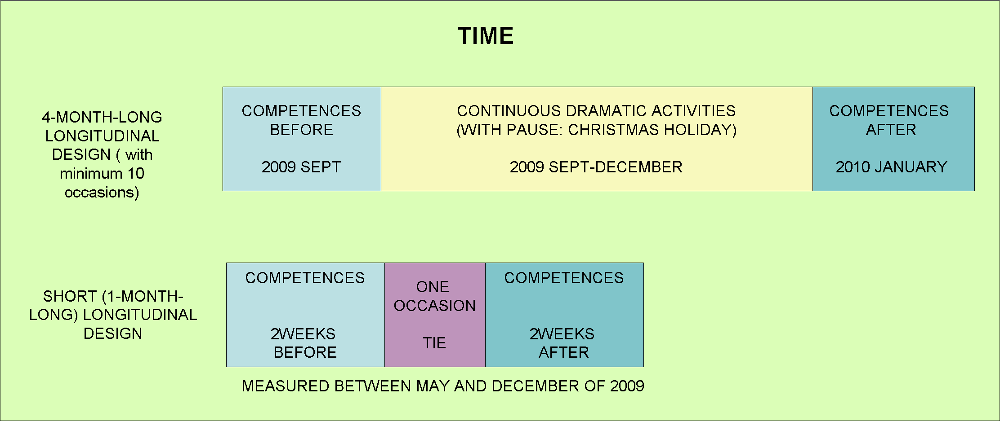 TIME
4-MONTH-LONG
LONGITUDINAL
DESIGN ( with
minimum 10
occasions)
COMPETENCES
BEFORE
2009 SEPT
CONTINUOUS DRAMATIC ACTIVITIES
(WITH PAUSE: CHRISTMAS HOLIDAY)
2009 SEPT-DECEMBER
COMPETENCES
AFTER
2010 JANUARY
SHORT (1-MONTH-
LONG) LONGITUDINAL
DESIGN
COMPETENCES
2WEEKS
BEFORE
ONE
OCCASION
TIE
COMPETENCES
2WEEKS
AFTER
MEASURED BETWEEN MAY AND DECEMBER OF 2009